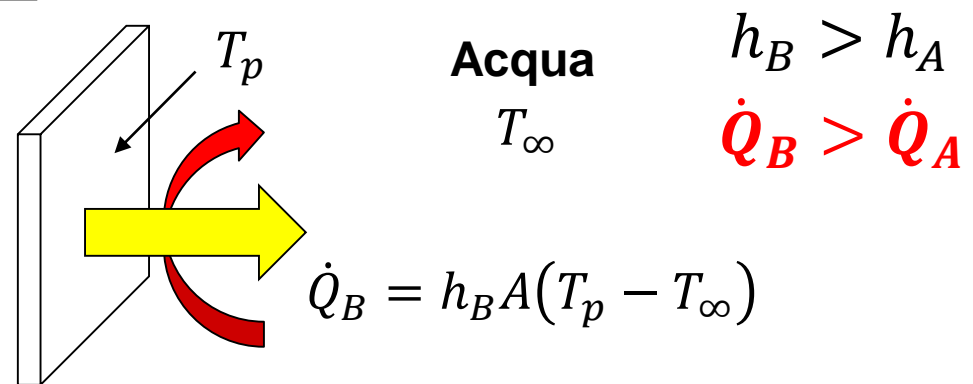 T_p
Acqua
T_∞
h_B > h_A
Q̇_B > Q̇_A
Q̇_B = h_B A(T_p − T_∞)